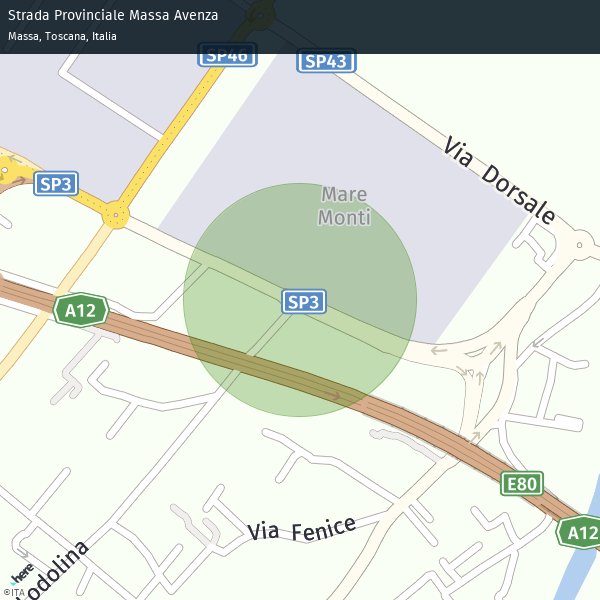 Strada Provinciale Massa Avenza
Massa, Toscana, Italia
SP46
SP43
Via Dorsale
SP3
Mare
Monti
SP3
A12
E80
A12
Via Fenice
odolina
here
©ITA